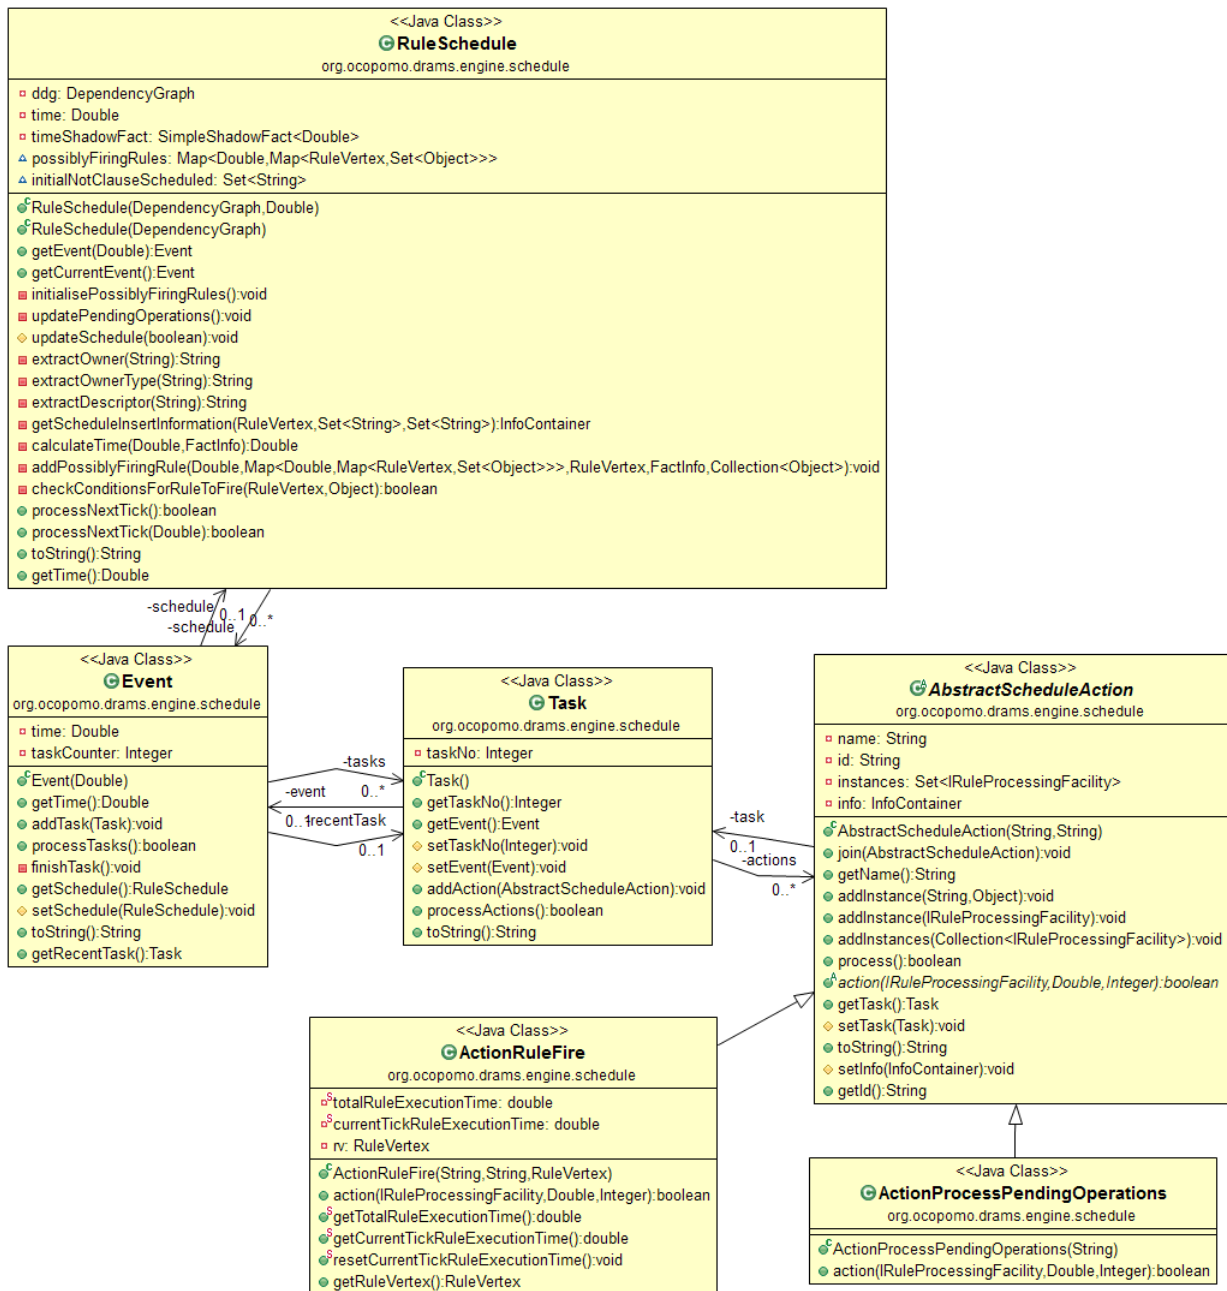 <<Java Class>>
RuleSchedule
org.ocopomo.drams.engine.schedule
ddg: DependencyGraph
time: Double
timeShadowFact: SimpleShadowFact<Double>
possiblyFiringRules: Map<Double,Map<RuleVertex,Set<Object>>>
initialNotClauseScheduled: Set<String>
RuleSchedule(DependencyGraph,Double)
RuleSchedule(DependencyGraph)
getEvent(Double):Event
getCurrentEvent():Event
initialisePossiblyFiringRules():void
updatePendingOperations():void
updateSchedule(boolean):void
extractOwner(String):String
extractOwnerType(String):String
extractDescriptor(String):String
getScheduleInsertInformation(RuleVertex,Set<String>,Set<String>):InfoContainer
calculateTime(Double,FactInfo):Double
addPossiblyFiringRule(Double,Map<Double,Map<RuleVertex,Set<Object>>>,RuleVertex,FactInfo,Collection<Object>):void
checkConditionsForRuleToFire(RuleVertex,Object):boolean
processNextTick():boolean
processNextTick(Double):boolean
toString():String
getTime():Double
-schedule
0..1
-schedule
0..*
<<Java Class>>
Event
org.ocopomo.drams.engine.schedule
time: Double
taskCounter: Integer
Event(Double)
getTime():Double
addTask(Task):void
processTasks():boolean
finishTask():void
getSchedule():RuleSchedule
setSchedule(RuleSchedule):void
toString():String
getRecentTask():Task
-tasks
0..*
-event
0..1
-recentTask
0..1
<<Java Class>>
Task
org.ocopomo.drams.engine.schedule
taskNo: Integer
Task()
getTaskNo():Integer
getEvent():Event
setTaskNo(Integer):void
setEvent(Event):void
addAction(AbstractScheduleAction):void
processActions():boolean
toString():String
-task
0..1
-actions
0..*
<<Java Class>>
AbstractScheduleAction
org.ocopomo.drams.engine.schedule
name: String
id: String
instances: Set<IRuleProcessingFacility>
info: InfoContainer
AbstractScheduleAction(String,String)
join(AbstractScheduleAction):void
getName():String
addInstance(String,Object):void
addInstance(IRuleProcessingFacility):void
addInstances(Collection<IRuleProcessingFacility>):void
process():boolean
action(IRuleProcessingFacility,Double,Integer):boolean
getTask():Task
setTask(Task):void
toString():String
setInfo(InfoContainer):void
getId():String
<<Java Class>>
ActionRuleFire
org.ocopomo.drams.engine.schedule
totalRuleExecutionTime: double
currentTickRuleExecutionTime: double
rv: RuleVertex
ActionRuleFire(String,String,RuleVertex)
action(IRuleProcessingFacility,Double,Integer):boolean
getTotalRuleExecutionTime():double
getCurrentTickRuleExecutionTime():double
resetCurrentTickRuleExecutionTime():void
getRuleVertex():RuleVertex
<<Java Class>>
ActionProcessPendingOperations
org.ocopomo.drams.engine.schedule
ActionProcessPendingOperations(String)
action(IRuleProcessingFacility,Double,Integer):boolean